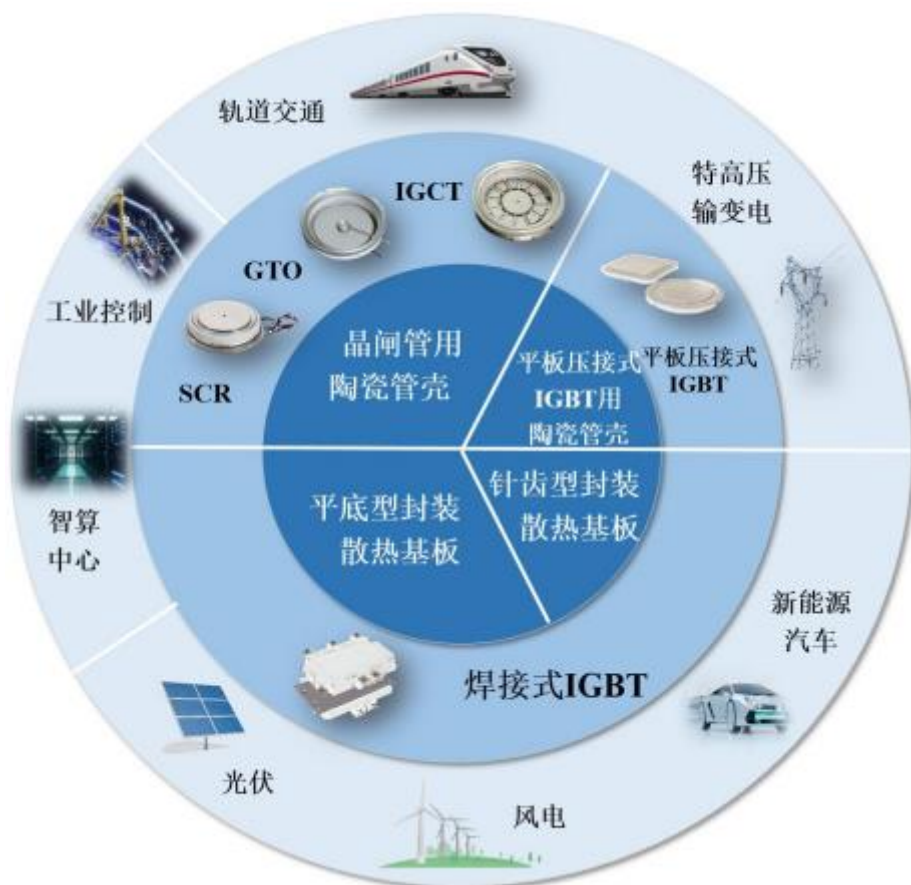 轨道交通
特高压
输变电
IGCT
GTO
工业控制
SCR
晶闸管用
陶瓷管壳
平板压接式
IGBT用
陶瓷管壳
平板压接式
IGBT
智算
中心
平底型封装
散热基板
针齿型封装
散热基板
新能源
汽车
焊接式IGBT
光伏
风电